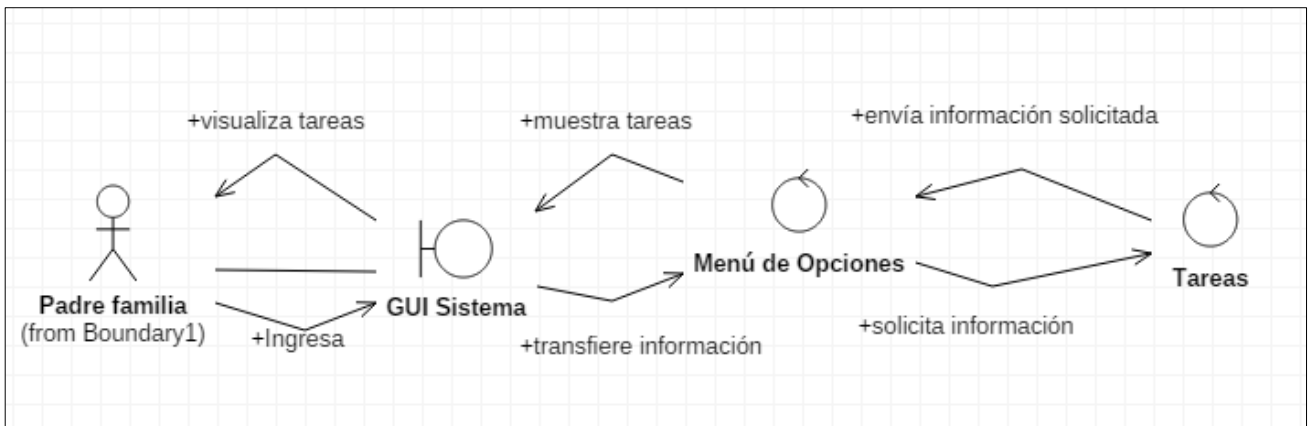 +visualiza tareas
+muestra tareas
+envía información solicitada
Padre familia
(from Boundary1)
+Ingresa
GUI Sistema
+transfiere información
Menú de Opciones
+solicita información
Tareas